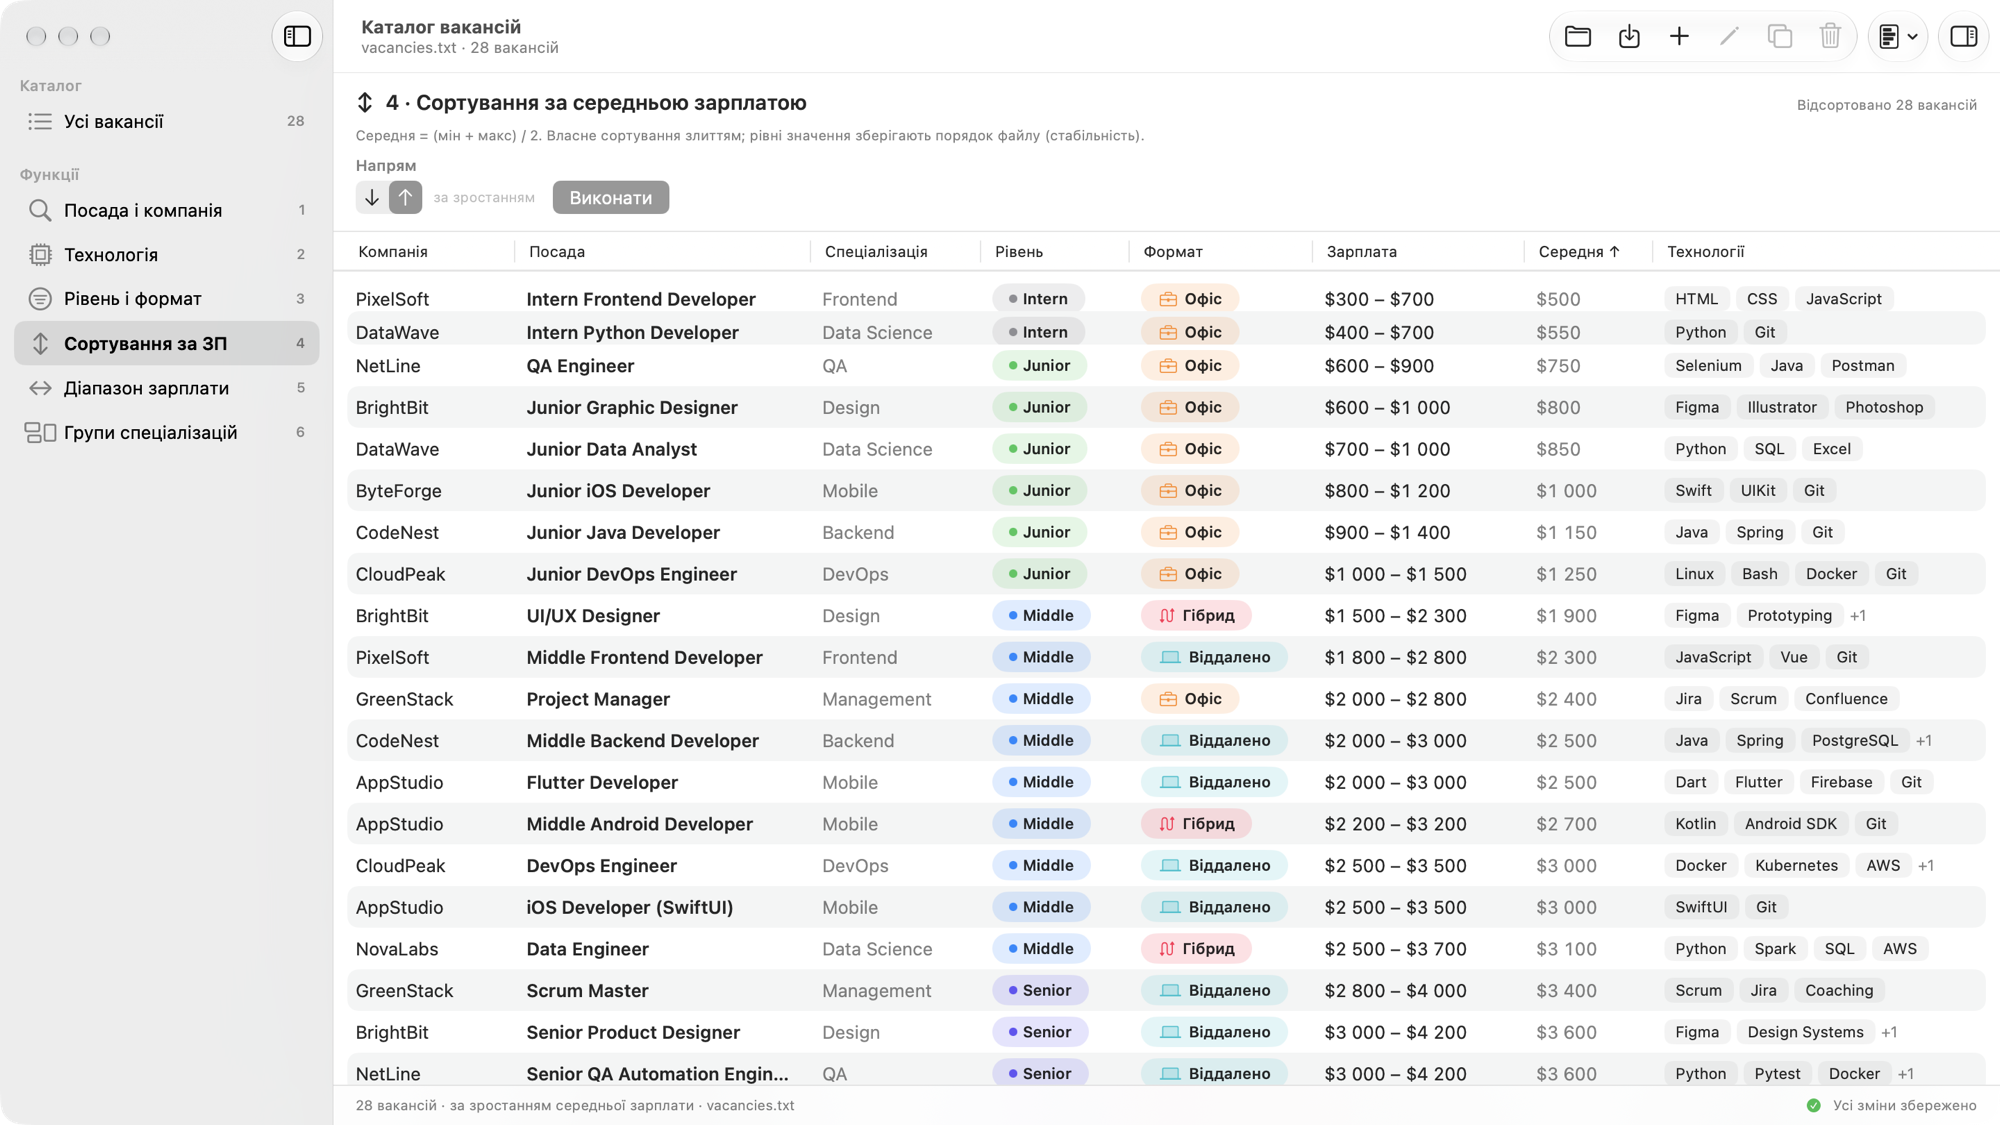 Каталог вакансій
vacancies.txt · 28 вакансій
Каталог
Усі вакансії 28
Функції
Посада і компанія 1
Технологія 2
Рівень і формат 3
Сортування за ЗП 4
Діапазон зарплати 5
Групи спеціалізацій 6
4 · Сортування за середньою зарплатою
Відсортовано 28 вакансій
Середня = (мін + макс) / 2. Власне сортування злиттям; рівні значення зберігають порядок файлу (стабільність).
Напрям
↓ ↑ за зростанням Виконати
Компанія Посада Спеціалізація Рівень Формат Зарплата Середня ↑ Технології
PixelSoft Intern Frontend Developer Frontend Intern Офіс $300 – $700 $500 HTML CSS JavaScript
DataWave Intern Python Developer Data Science Intern Офіс $400 – $700 $550 Python Git
NetLine QA Engineer QA Junior Офіс $600 – $900 $750 Selenium Java Postman
BrightBit Junior Graphic Designer Design Junior Офіс $600 – $1 000 $800 Figma Illustrator Photoshop
DataWave Junior Data Analyst Data Science Junior Офіс $700 – $1 000 $850 Python SQL Excel
ByteForge Junior iOS Developer Mobile Junior Офіс $800 – $1 200 $1 000 Swift UIKit Git
CodeNest Junior Java Developer Backend Junior Офіс $900 – $1 400 $1 150 Java Spring Git
CloudPeak Junior DevOps Engineer DevOps Junior Офіс $1 000 – $1 500 $1 250 Linux Bash Docker Git
BrightBit UI/UX Designer Design Middle Гібрид $1 500 – $2 300 $1 900 Figma Prototyping +1
PixelSoft Middle Frontend Developer Frontend Middle Віддалено $1 800 – $2 800 $2 300 JavaScript Vue Git
GreenStack Project Manager Management Middle Офіс $2 000 – $2 800 $2 400 Jira Scrum Confluence
CodeNest Middle Backend Developer Backend Middle Віддалено $2 000 – $3 000 $2 500 Java Spring PostgreSQL +1
AppStudio Flutter Developer Mobile Middle Віддалено $2 000 – $3 000 $2 500 Dart Flutter Firebase Git
AppStudio Middle Android Developer Mobile Middle Гібрид $2 200 – $3 200 $2 700 Kotlin Android SDK Git
CloudPeak DevOps Engineer DevOps Middle Віддалено $2 500 – $3 500 $3 000 Docker Kubernetes AWS +1
AppStudio iOS Developer (SwiftUI) Mobile Middle Віддалено $2 500 – $3 500 $3 000 SwiftUI Git
NovaLabs Data Engineer Data Science Middle Гібрид $2 500 – $3 700 $3 100 Python Spark SQL AWS
GreenStack Scrum Master Management Senior Віддалено $2 800 – $4 000 $3 400 Scrum Jira Coaching
BrightBit Senior Product Designer Design Senior Віддалено $3 000 – $4 200 $3 600 Figma Design Systems +1
NetLine Senior QA Automation Engin... QA Senior Віддалено $3 000 – $4 200 $3 600 Python Pytest Docker +1
28 вакансій · за зростанням середньої зарплати · vacancies.txt
Усі зміни збережено